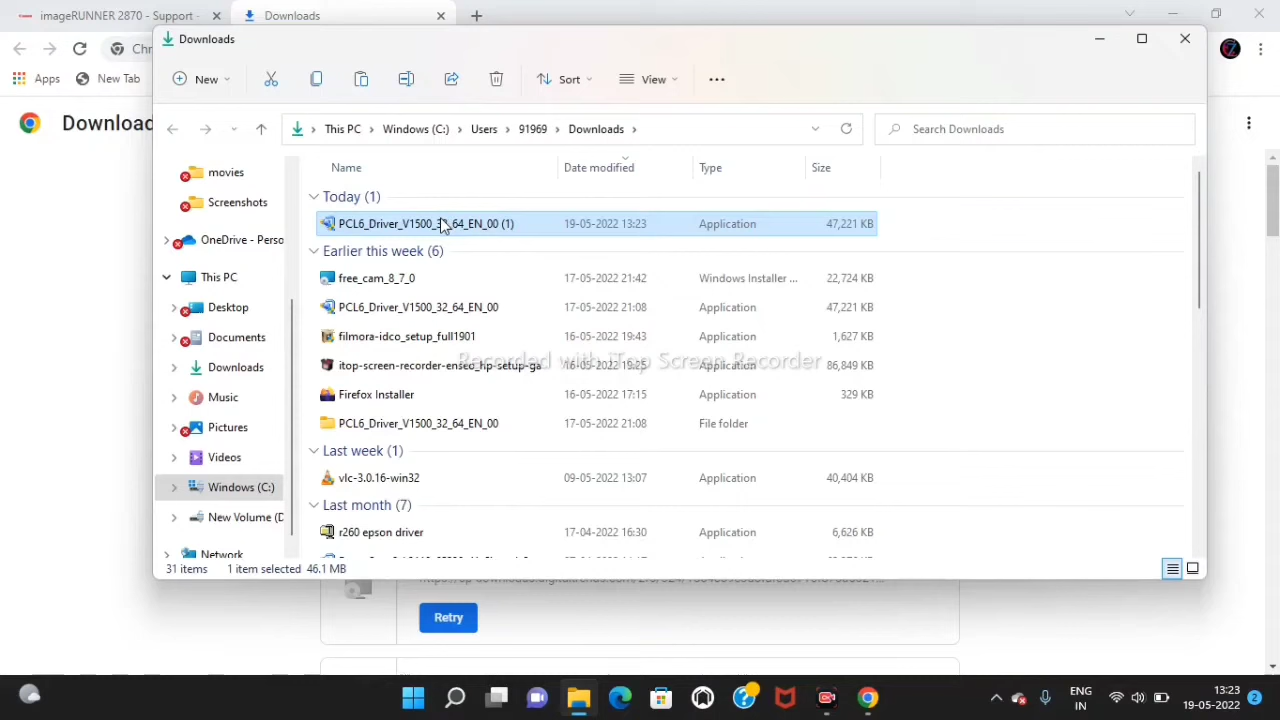 imageRUNNER 2870 - Support -
Downloads
Downloads
Chr
Apps
New Tab
New
Sort
View
Download
This PC
Windows (C:)
Users
91969
Downloads
Search Downloads
movies
Screenshots
OneDrive - Perso
This PC
Desktop
Documents
Downloads
Music
Pictures
Videos
Windows (C:)
New Volume (D
Network
Name Date modified Type Size
Today (1)
PCL6_Driver_V1500_32_64_EN_00 (1) 19-05-2022 13:23 Application 47,221 KB
Earlier this week (6)
free_cam_8_7_0 17-05-2022 21:42 Windows Installer ... 22,724 KB
PCL6_Driver_V1500_32_64_EN_00 17-05-2022 21:08 Application 47,221 KB
filmora-idco_setup_full1901 16-05-2022 19:43 Application 1,627 KB
Recorded with iTop Screen Recorder
16-05-2022 19:25 Application 86,849 KB
Firefox Installer 16-05-2022 17:15 Application 329 KB
PCL6_Driver_V1500_32_64_EN_00 17-05-2022 21:08 File folder
Last week (1)
vlc-3.0.16-win32 09-05-2022 13:07 Application 40,404 KB
Last month (7)
r260 epson driver 17-04-2022 16:30 Application 6,626 KB
31 items 1 item selected 46.1 MB
Retry
ENG
IN
13:23
19-05-2022
2